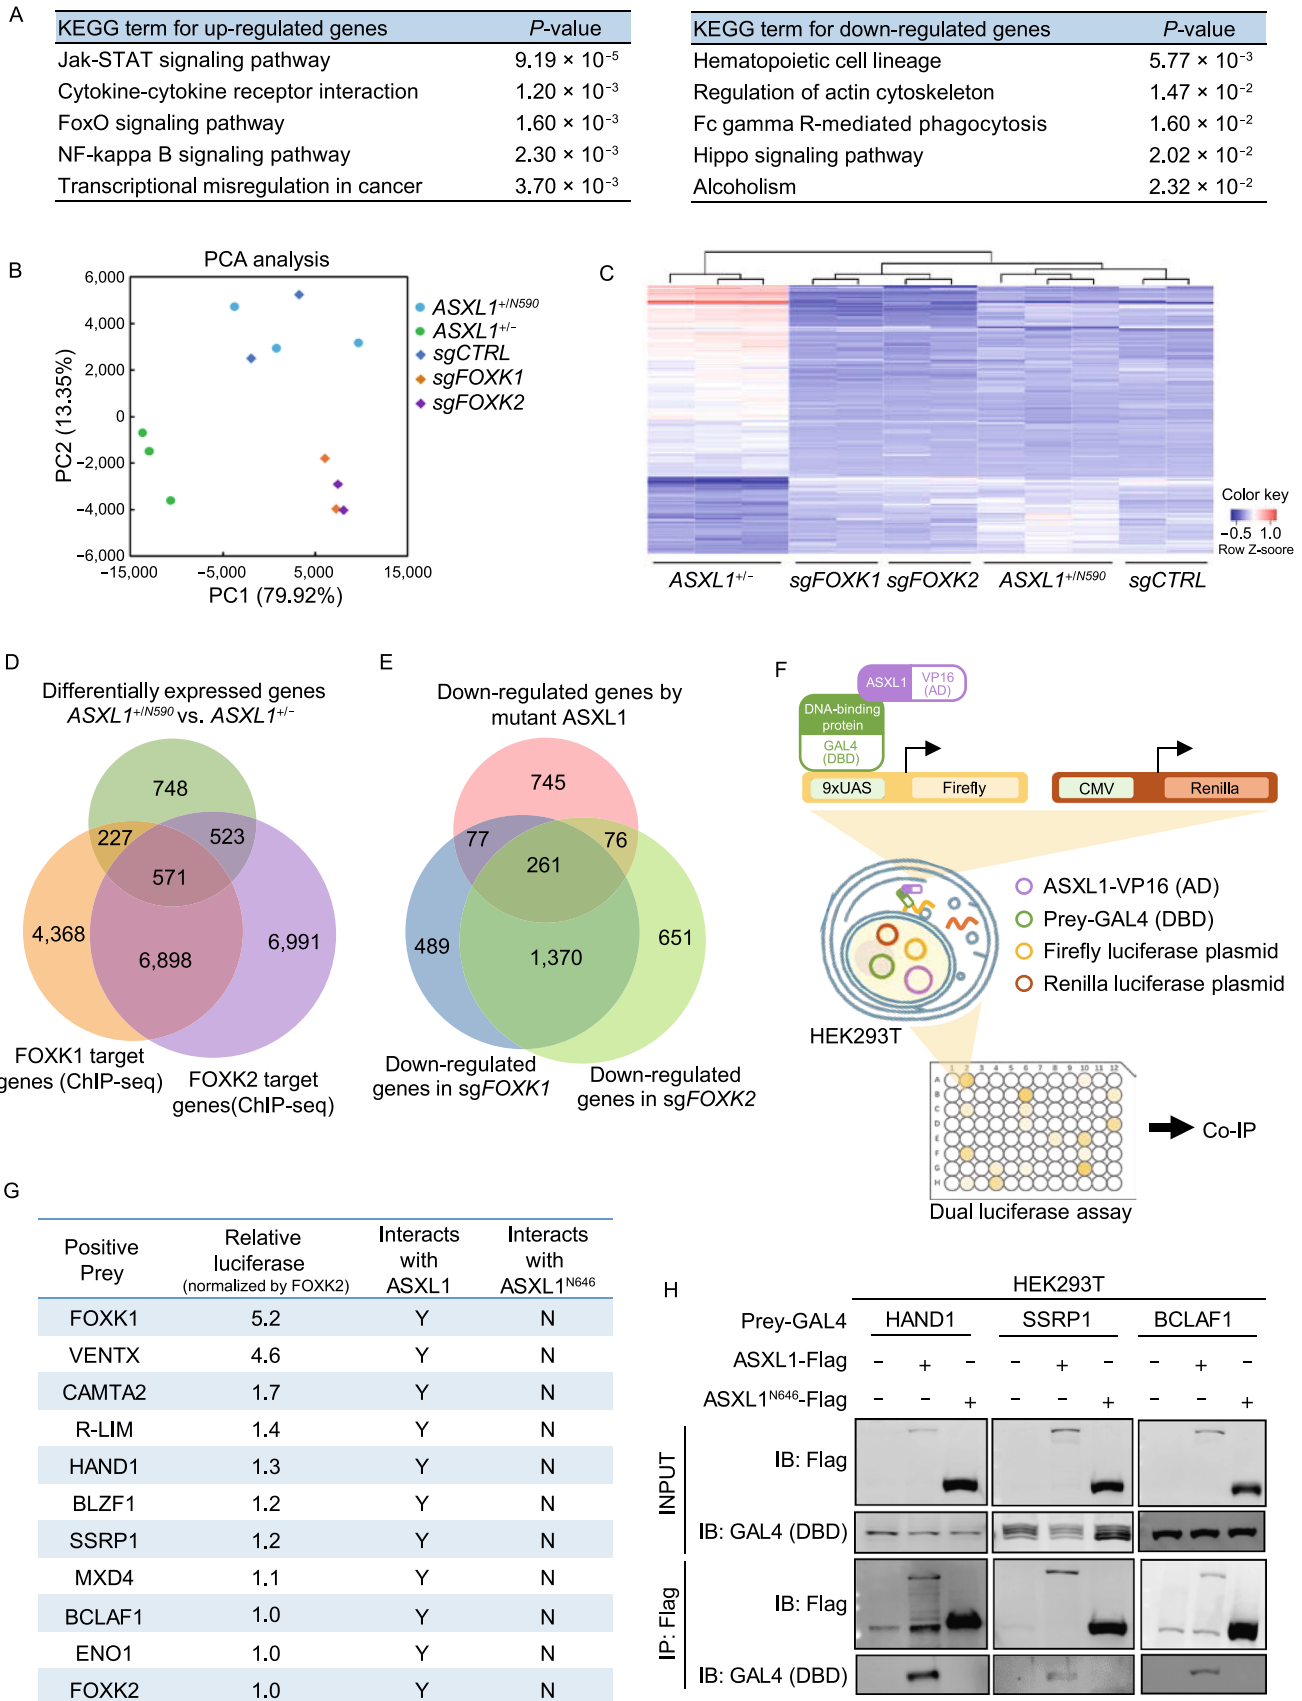 A
KEGG term for up-regulated genes P-value
Jak-STAT signaling pathway 9.19 × 10⁻⁵
Cytokine-cytokine receptor interaction 1.20 × 10⁻³
FoxO signaling pathway 1.60 × 10⁻³
NF-kappa B signaling pathway 2.30 × 10⁻³
Transcriptional misregulation in cancer 3.70 × 10⁻³
KEGG term for down-regulated genes P-value
Hematopoietic cell lineage 5.77 × 10⁻³
Regulation of actin cytoskeleton 1.47 × 10⁻²
Fc gamma R-mediated phagocytosis 1.60 × 10⁻²
Hippo signaling pathway 2.02 × 10⁻²
Alcoholism 2.32 × 10⁻²
B
PCA analysis
PC2 (13.35%)
6,000
4,000
2,000
0
−2,000
−4,000
−6,000
−15,000 −5,000 5,000 15,000
PC1 (79.92%)
ASXL1⁺/ᴺ⁵⁹⁰
ASXL1⁺/⁻
sgCTRL
sgFOXK1
sgFOXK2
C
ASXL1⁺/⁻ sgFOXK1 sgFOXK2 ASXL1⁺/ᴺ⁵⁹⁰ sgCTRL
Color key
−0.5 1.0
Row Z-soore
D
Differentially expressed genes
ASXL1⁺/ᴺ⁵⁹⁰ vs. ASXL1⁺/⁻
748
227 523
571
4,368 6,991
6,898
FOXK1 target
genes (ChIP-seq)
FOXK2 target
genes(ChIP-seq)
E
Down-regulated genes by
mutant ASXL1
745
77 76
261
489 651
1,370
Down-regulated
genes in sgFOXK1
Down-regulated
genes in sgFOXK2
F
ASXL1 VP16
(AD)
DNA-binding
protein
GAL4
(DBD)
9xUAS Firefly
CMV Renilla
ASXL1-VP16 (AD)
Prey-GAL4 (DBD)
Firefly luciferase plasmid
Renilla luciferase plasmid
HEK293T
1 2 3 4 5 6 7 8 9 10 11 12
A
B
C
D
E
F
G
H
Dual luciferase assay
Co-IP
G
Positive
Prey
Relative
luciferase
(normalized by FOXK2)
Interacts
with
ASXL1
Interacts
with
ASXL1ᴺ⁶⁴⁶
FOXK1 5.2 Y N
VENTX 4.6 Y N
CAMTA2 1.7 Y N
R-LIM 1.4 Y N
HAND1 1.3 Y N
BLZF1 1.2 Y N
SSRP1 1.2 Y N
MXD4 1.1 Y N
BCLAF1 1.0 Y N
ENO1 1.0 Y N
FOXK2 1.0 Y N
H
HEK293T
Prey-GAL4 HAND1 SSRP1 BCLAF1
ASXL1-Flag − + − − + − − + −
ASXL1ᴺ⁶⁴⁶-Flag − − + − − + − − +
INPUT
IB: Flag
IB: GAL4 (DBD)
IP: Flag
IB: Flag
IB: GAL4 (DBD)